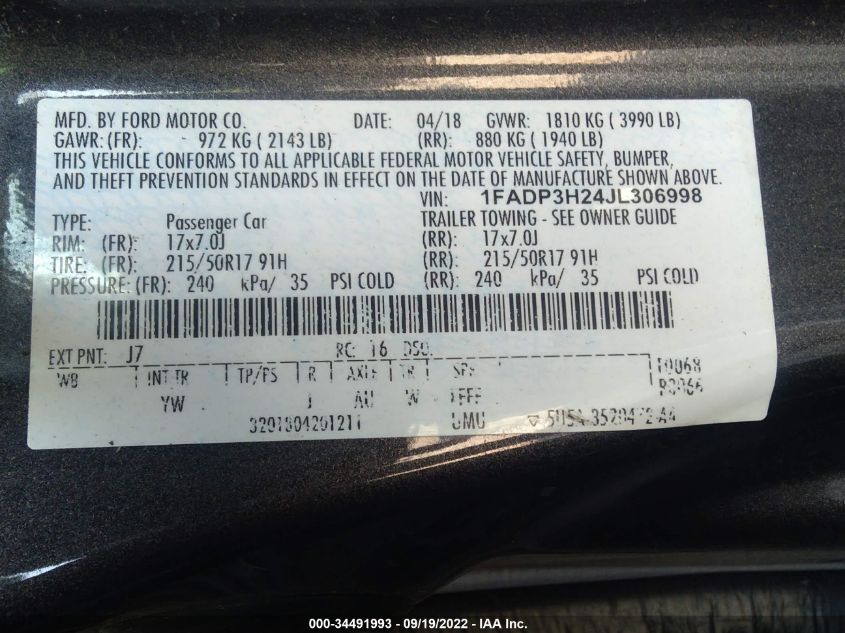 MFD. BY FORD MOTOR CO. DATE: 04/18 GVWR: 1810 KG ( 3990 LB)
GAWR: (FR): 972 KG ( 2143 LB) (RR): 880 KG ( 1940 LB)
THIS VEHICLE CONFORMS TO ALL APPLICABLE FEDERAL MOTOR VEHICLE SAFETY, BUMPER,
AND THEFT PREVENTION STANDARDS IN EFFECT ON THE DATE OF MANUFACTURE SHOWN ABOVE.
VIN: 1FADP3H24JL306998
TYPE: Passenger Car TRAILER TOWING - SEE OWNER GUIDE
RIM: (FR): 17x7.0J (RR): 17x7.0J
TIRE: (FR): 215/50R17 91H (RR): 215/50R17 91H
PRESSURE: (FR): 240 kPa/ 35 PSI COLD (RR): 240 kPa/ 35 PSI COLD
EXT PNT: J7 RC: 16 DSO:
WB INT TR TP/PS R AXLE TR SPR F0068
YW J AU W
3201804201211 UMU
000-34491993 - 09/19/2022 - IAA Inc.